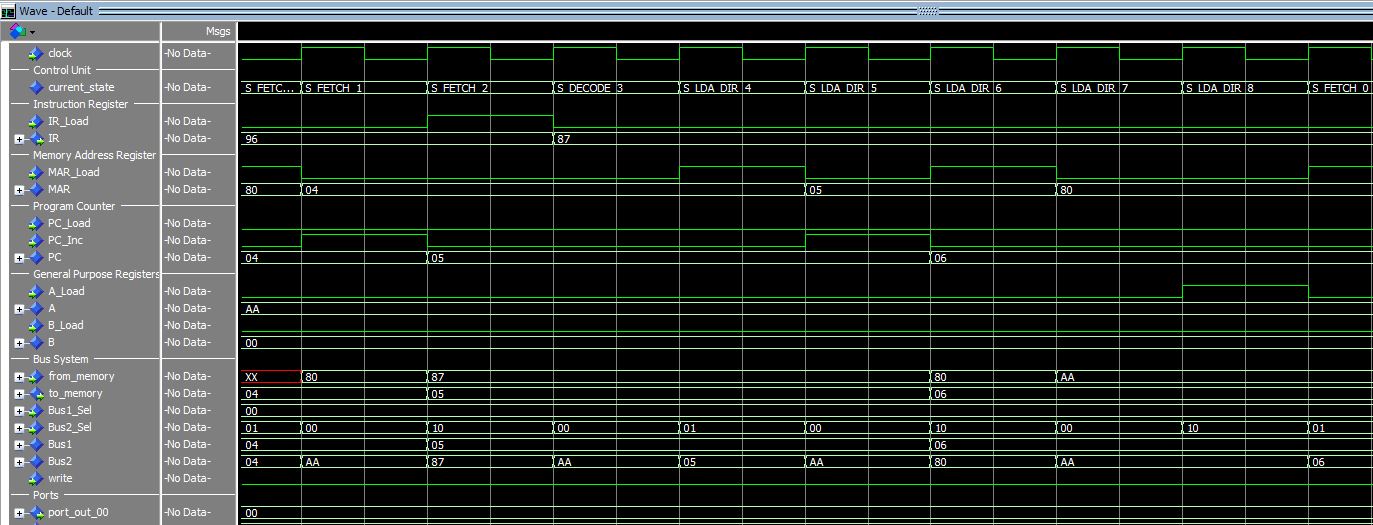 Wave - Default
Msgs
clock -No Data-
Control Unit
current_state -No Data- S_FETC... S_FETCH_1 S_FETCH_2 S_DECODE_3 S_LDA_DIR_4 S_LDA_DIR_5 S_LDA_DIR_6 S_LDA_DIR_7 S_LDA_DIR_8 S_FETCH_0
Instruction Register
IR_Load -No Data-
IR -No Data- 96 87
Memory Address Register
MAR_Load -No Data-
MAR -No Data- 80 04 05 80
Program Counter
PC_Load -No Data-
PC_Inc -No Data-
PC -No Data- 04 05 06
General Purpose Registers
A_Load -No Data-
A -No Data- AA
B_Load -No Data-
B -No Data- 00
Bus System
from_memory -No Data- XX 80 87 80 AA
to_memory -No Data- 04 05 06
Bus1_Sel -No Data- 00
Bus2_Sel -No Data- 01 00 10 00 01 00 10 00 10 01
Bus1 -No Data- 04 05 06
Bus2 -No Data- 04 AA 87 AA 05 AA 80 AA 06
write -No Data-
Ports
port_out_00 -No Data- 00